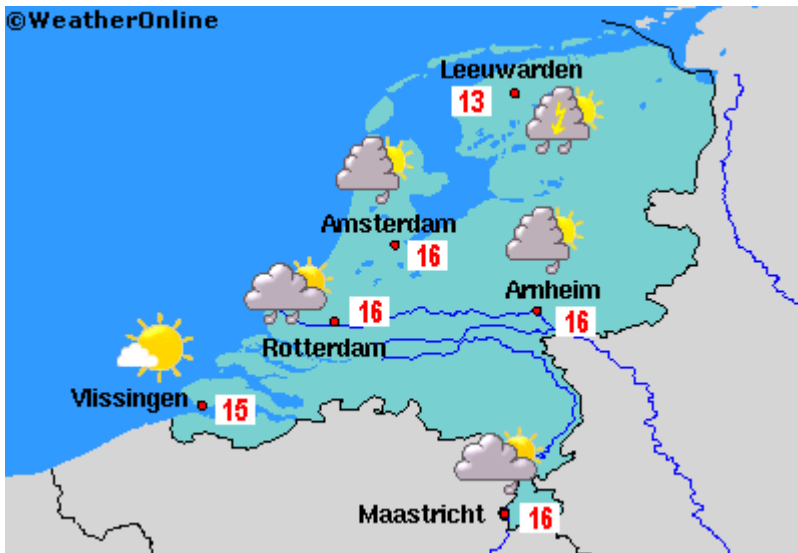 ©WeatherOnline
Leeuwarden
13
Amsterdam
16
Arnheim
16
16
Rotterdam
Vlissingen
15
Maastricht
16